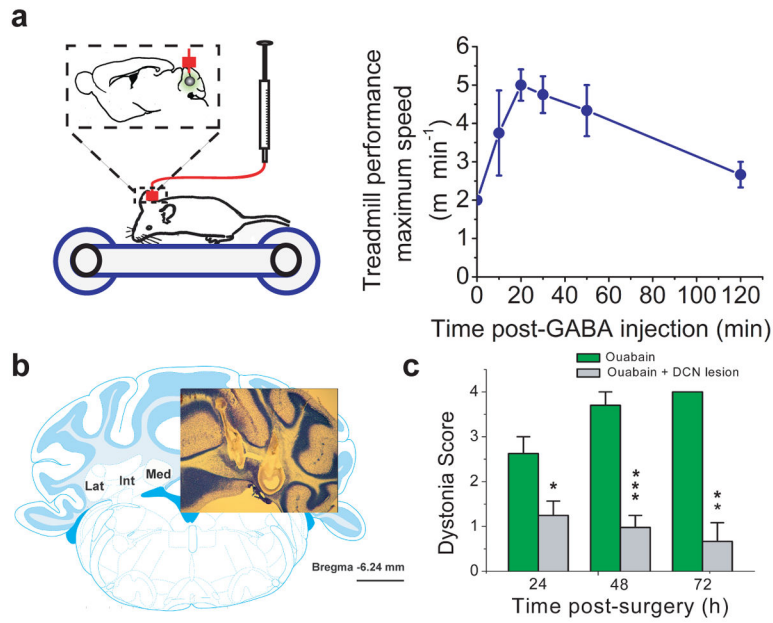 a
Treadmill performance
maximum speed
(m min⁻¹)
6
5
4
3
2
1
0
0 20 40 60 80 100 120
Time post-GABA injection (min)
b
Lat Int Med
Bregma -6.24 mm
c
Ouabain
Ouabain + DCN lesion
Dystonia Score
4
3
2
1
0
* *** **
24 48 72
Time post-surgery (h)